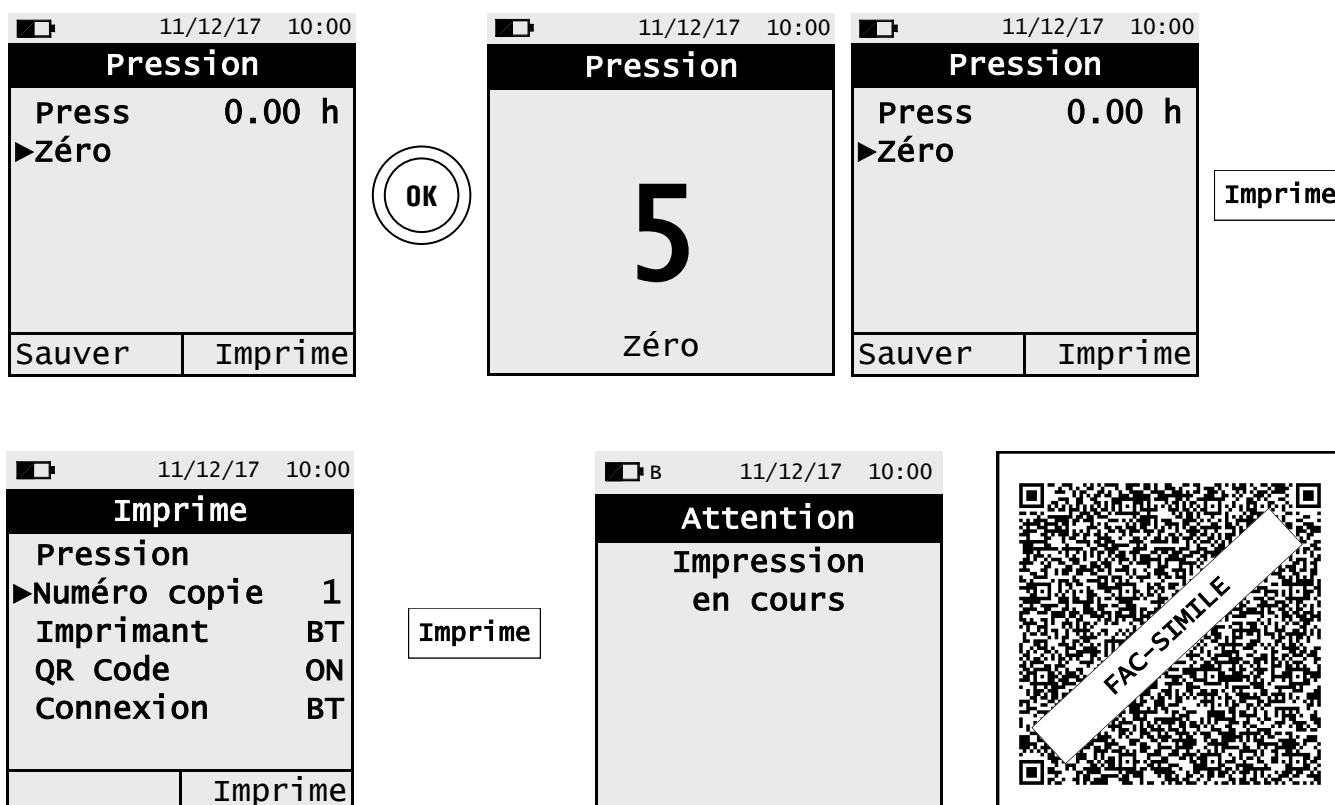 11/12/17 10:00
Pression
Press 0.00 h
▶Zéro
Sauver Imprime
OK
11/12/17 10:00
Pression
5
Zéro
11/12/17 10:00
Pression
Press 0.00 h
▶Zéro
Sauver Imprime
Imprime
11/12/17 10:00
Imprime
Pression
▶Numéro copie 1
Imprimant BT
QR Code ON
Connexion BT
Imprime
Imprime
B 11/12/17 10:00
Attention
Impression
en cours
FAC-SIMILE